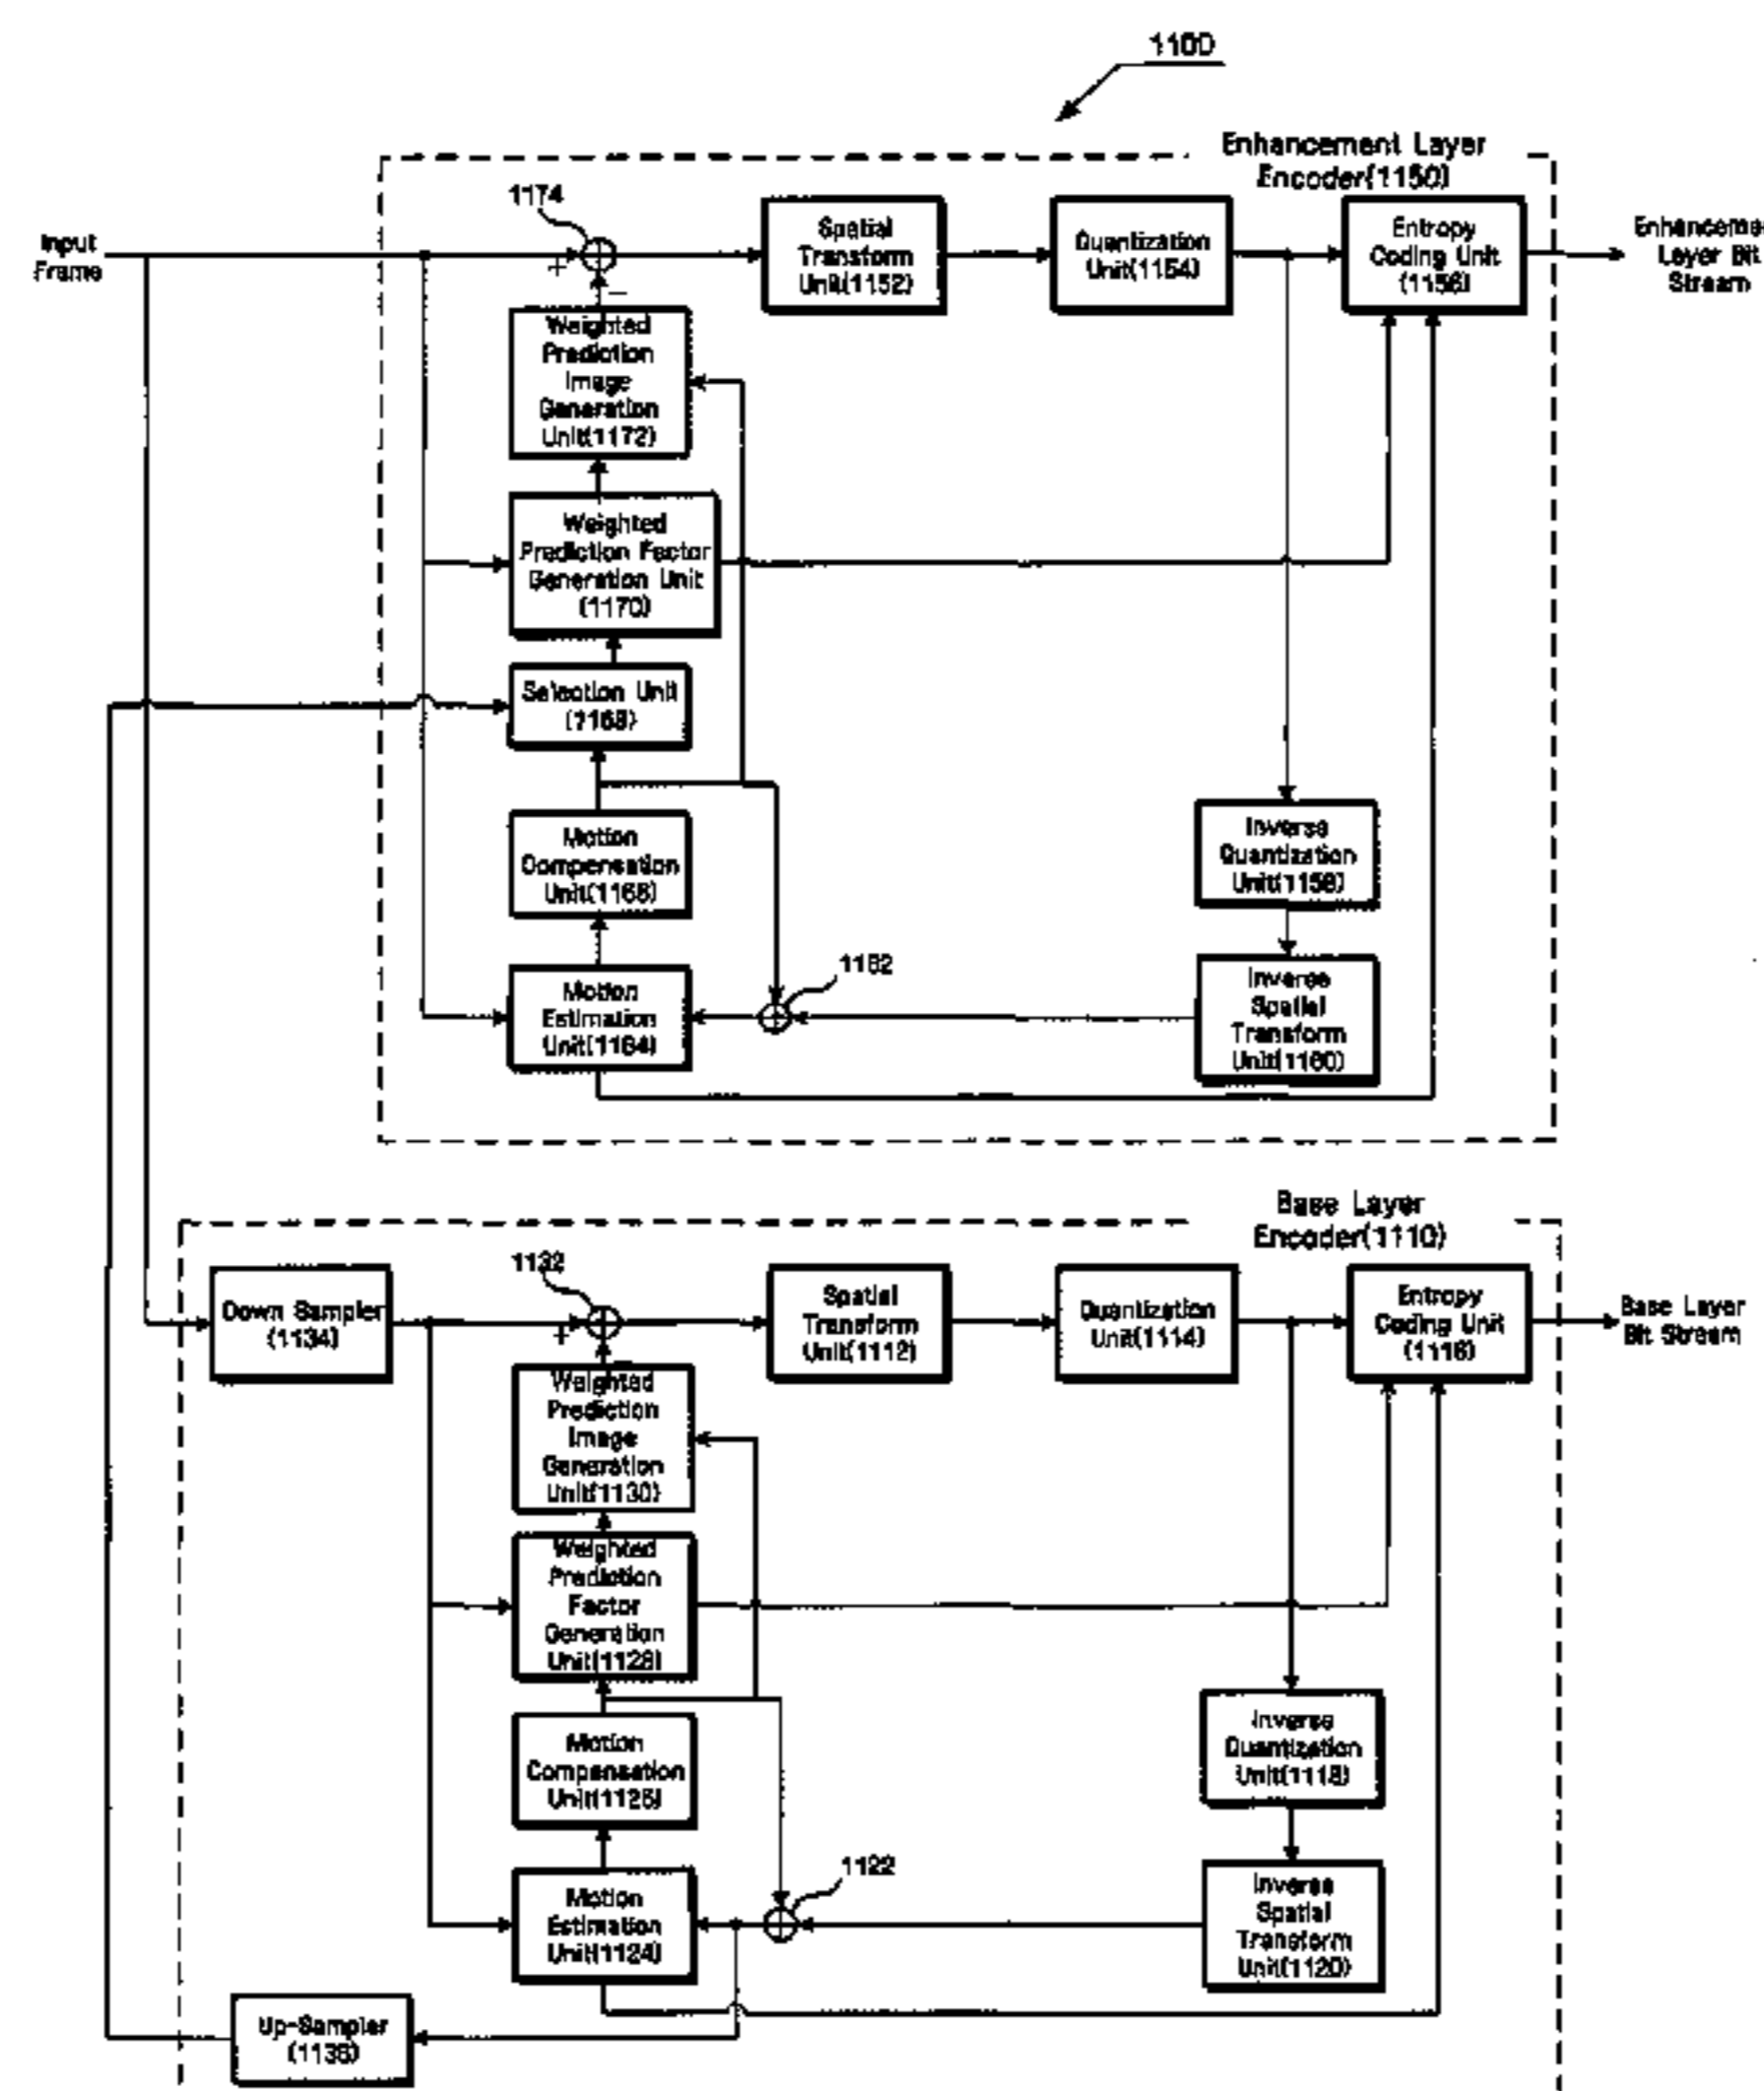 1100
Enhancement Layer
Encoder(1150)
1174
Input
Frame
+
−
Spatial
Transform
Unit(1152)
Quantization
Unit(1154)
Entropy
Coding Unit
(1156)
Enhanceme
Layer Bit
Stream
Weighted
Prediction
Image
Generation
Unit(1172)
Weighted
Prediction Factor
Generation Unit
(1170)
Selection Unit
(1168)
Motion
Compensation
Unit(1166)
Inverse
Quantization
Unit(1158)
1162
Motion
Estimation
Unit(1164)
Inverse
Spatial
Transform
Unit(1160)
Base Layer
Encoder(1110)
1132
Down Sampler
(1134)
+
Spatial
Transform
Unit(1112)
Quantization
Unit(1114)
Entropy
Coding Unit
(1116)
Base Layer
Bit Stream
Weighted
Prediction
Image
Generation
Unit(1130)
Weighted
Prediction
Factor
Generation
Unit(1128)
Motion
Compensation
Unit(1126)
Inverse
Quantization
Unit(1118)
1122
Motion
Estimation
Unit(1124)
Inverse
Spatial
Transform
Unit(1120)
Up-Sampler
(1136)